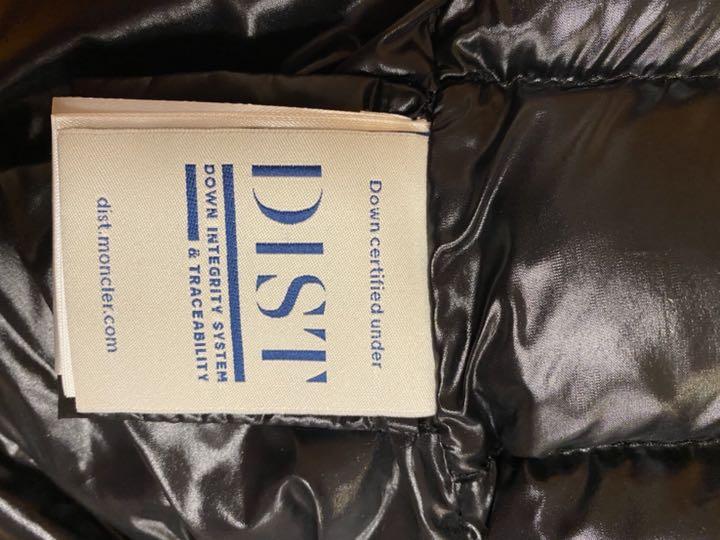 Down certified under
DIST
DOWN INTEGRITY SYSTEM
& TRACEABILITY
dist.moncler.com